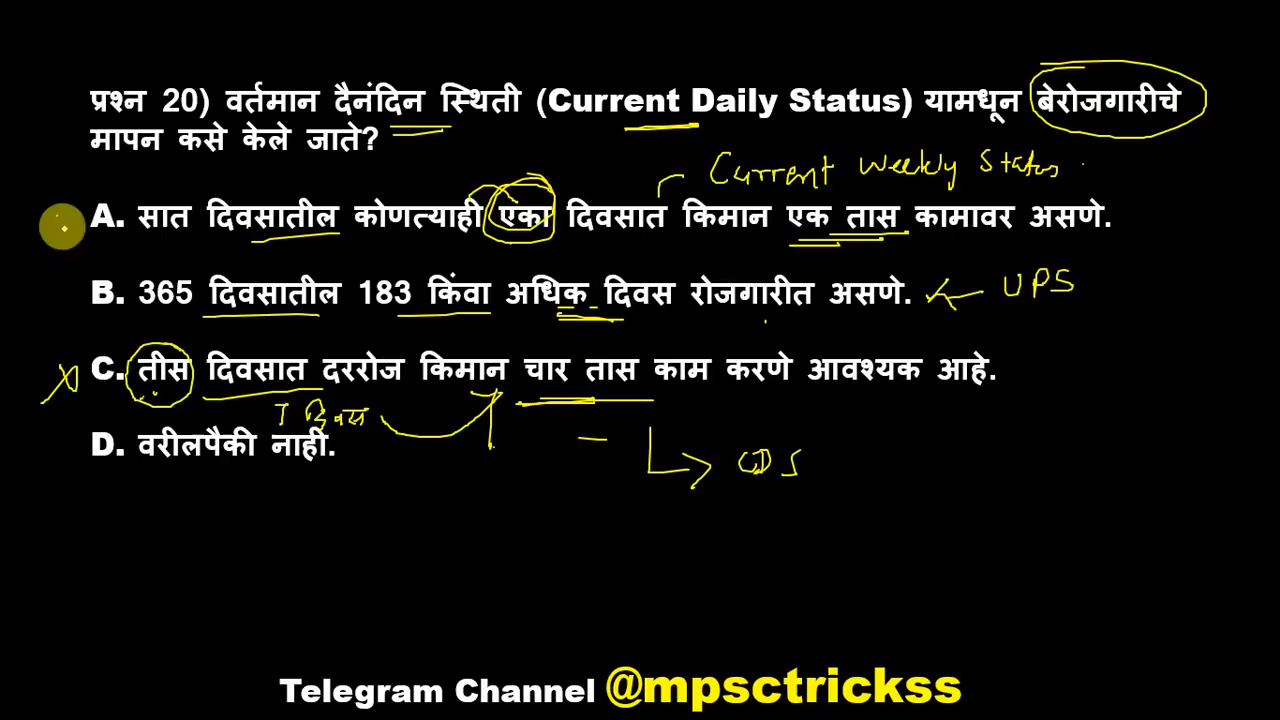 प्रश्न 20) वर्तमान दैनंदिन स्थिती (Current Daily Status) यामधून बेरोजगारीचे
मापन कसे केले जाते?
Current Weekly Status
A. सात दिवसातील कोणत्याही एका दिवसात किमान एक तास कामावर असणे.
B. 365 दिवसातील 183 किंवा अधिक दिवस रोजगारीत असणे.
UPS
C. तीस दिवसात दररोज किमान चार तास काम करणे आवश्यक आहे.
D. वरीलपैकी नाही.
CDS
Telegram Channel @mpsctrickss